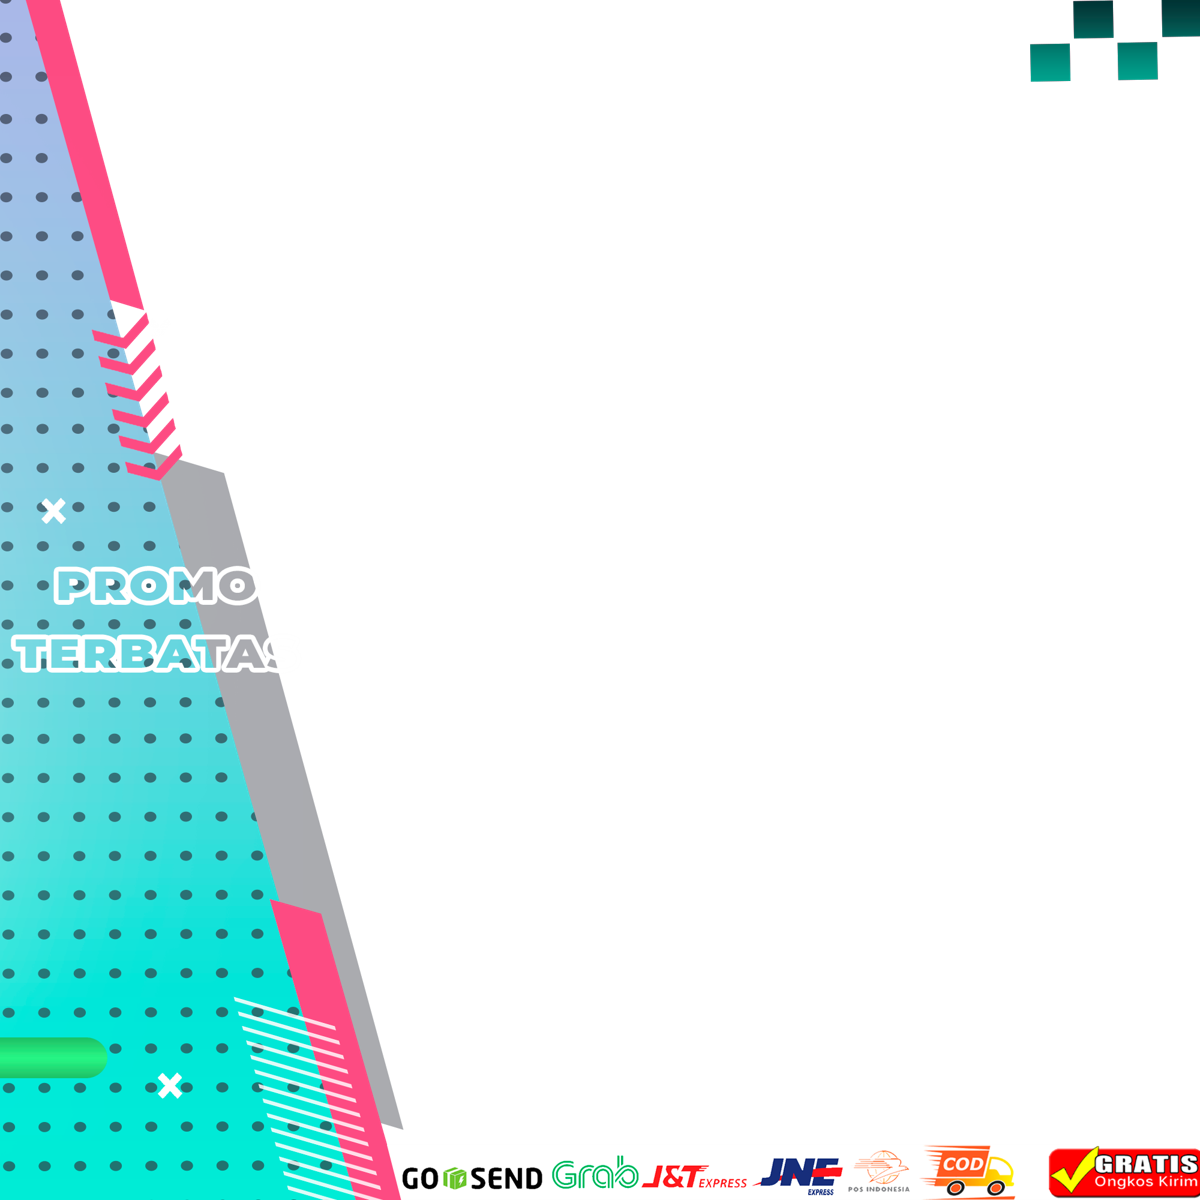 PROMO
TERBATAS
GO SEND
Grab
J&T EXPRESS
JNE
EXPRESS
POS INDONESIA
COD
GRATIS
Ongkos Kirim